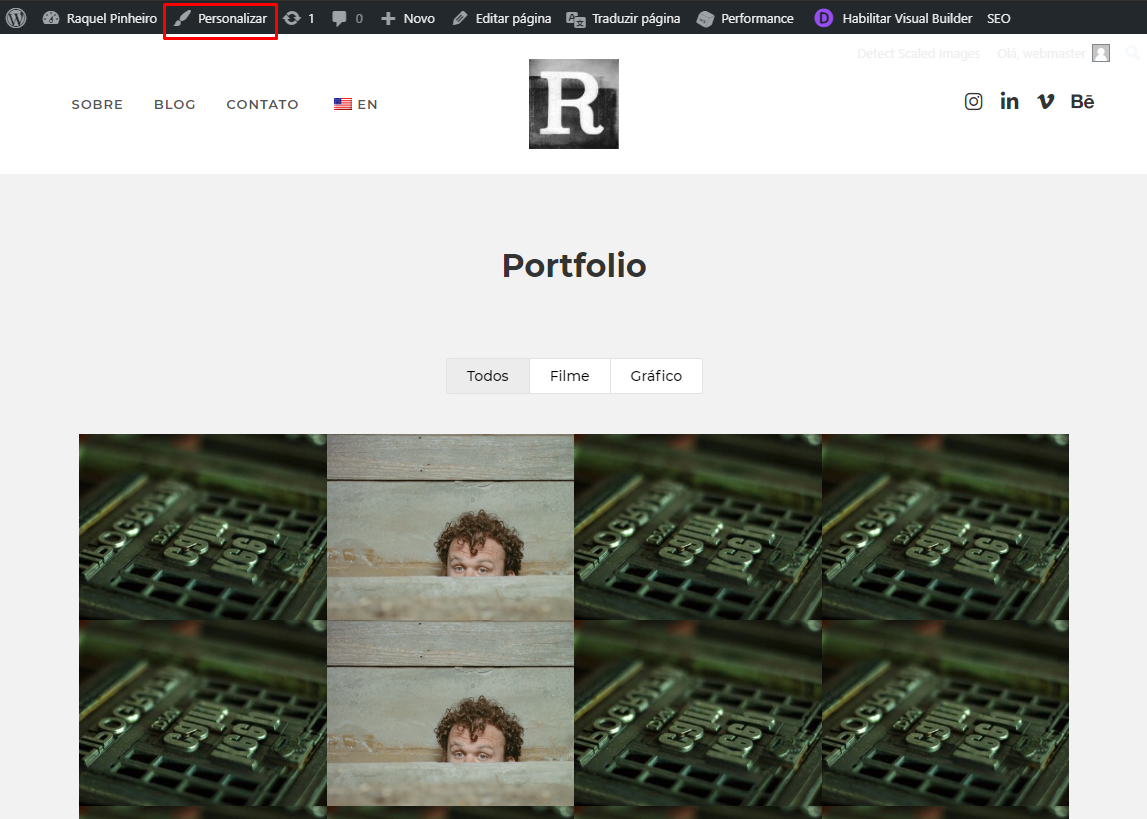 Raquel Pinheiro Personalizar 1 0 Novo Editar página Traduzir página Performance D Habilitar Visual Builder SEO
Detect Scaled Images Olá, webmaster
SOBRE BLOG CONTATO EN
R
in Bē
Portfolio
Todos Filme Gráfico